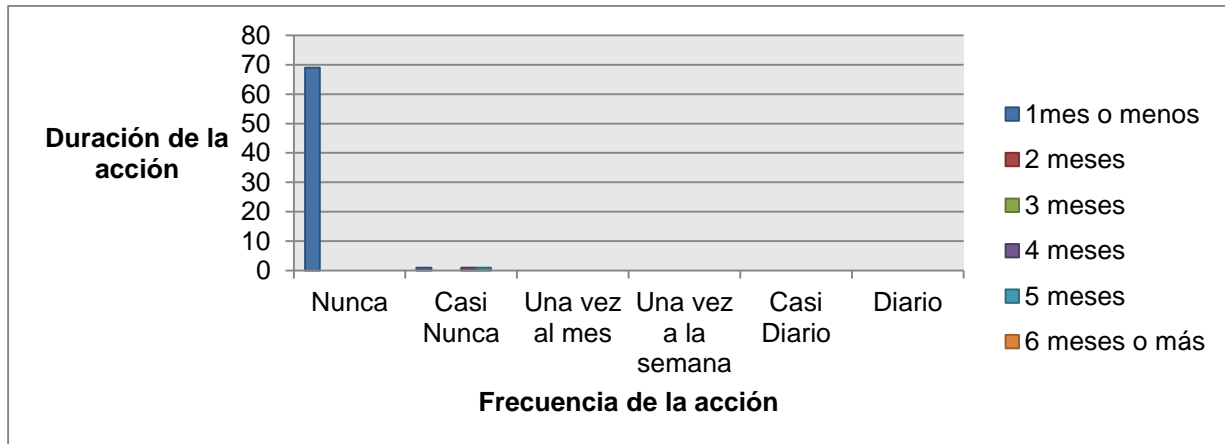 Duración de la
acción
80
70
60
50
40
30
20
10
0
Nunca
Casi
Nunca
Una vez
al mes
Una vez
a la
semana
Casi
Diario
Diario
Frecuencia de la acción
1mes o menos
2 meses
3 meses
4 meses
5 meses
6 meses o más